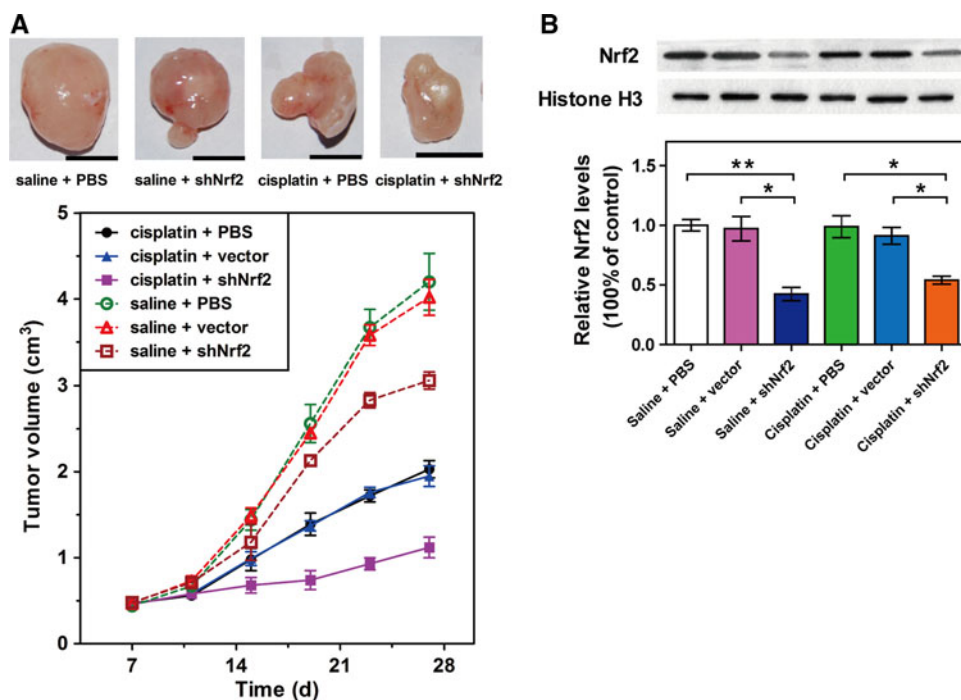 A
saline + PBS
saline + shNrf2
cisplatin + PBS
cisplatin + shNrf2
cisplatin + PBS
cisplatin + vector
cisplatin + shNrf2
saline + PBS
saline + vector
saline + shNrf2
Tumor volume (cm3)
5
4
3
2
1
0
7
14
21
28
Time (d)
B
Nrf2
Histone H3
Relative Nrf2 levels
(100% of control)
1.5
1.0
0.5
0.0
**
*
*
*
Saline + PBS
Saline + vector
Saline + shNrf2
Cisplatin + PBS
Cisplatin + vector
Cisplatin + shNrf2